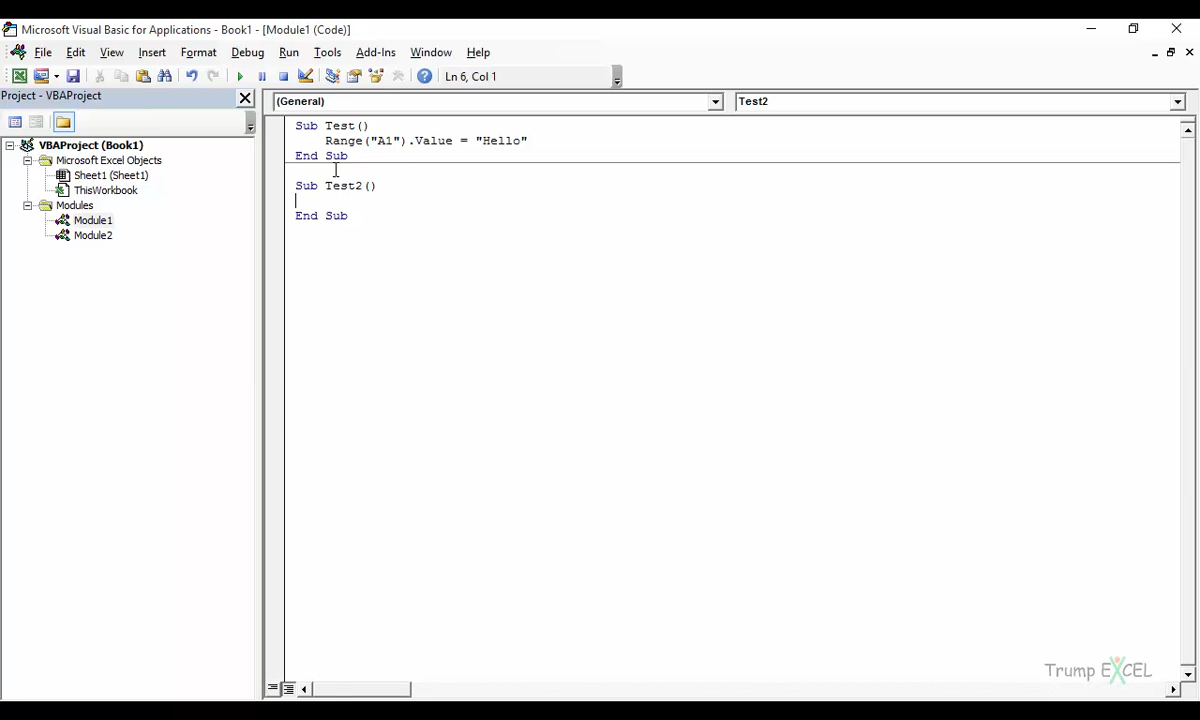 Microsoft Visual Basic for Applications - Book1 - [Module1 (Code)]
File Edit View Insert Format Debug Run Tools Add-Ins Window Help
Ln 6, Col 1
Project - VBAProject
VBAProject (Book1)
Microsoft Excel Objects
Sheet1 (Sheet1)
ThisWorkbook
Modules
Module1
Module2
(General) Test2
Sub Test()
Range("A1").Value = "Hello"
End Sub
Sub Test2()
End Sub
Trump EXCEL